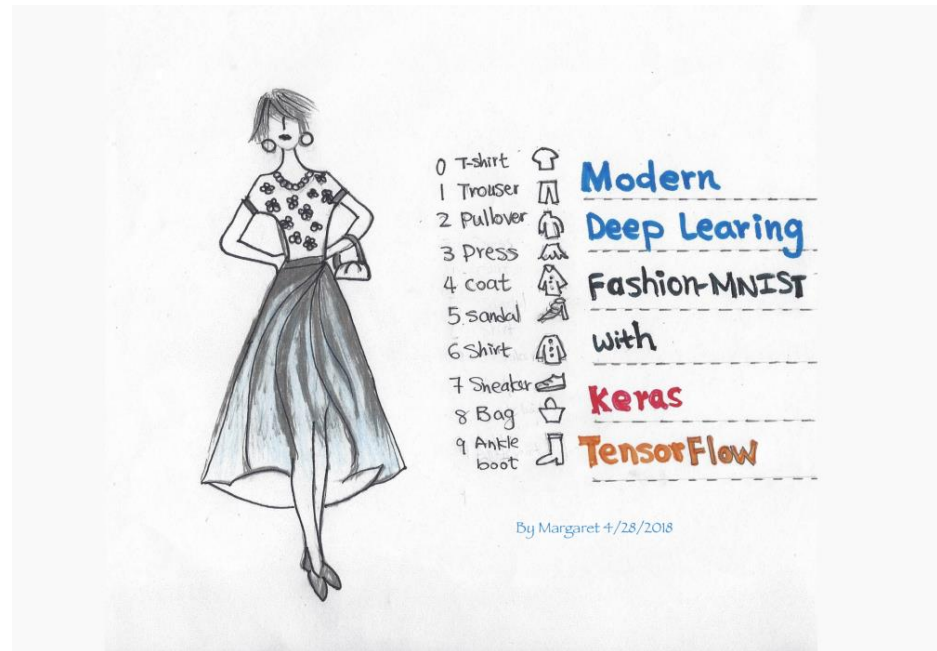 0 T-shirt
1 Trouser
2 Pullover
3 Press
4 coat
5 Sandal
6 Shirt
7 Sneaker
8 Bag
9 Ankle
boot
Modern
Deep Learing
Fashion-MNIST
with
Keras
TensorFlow
By Margaret 4/28/2018